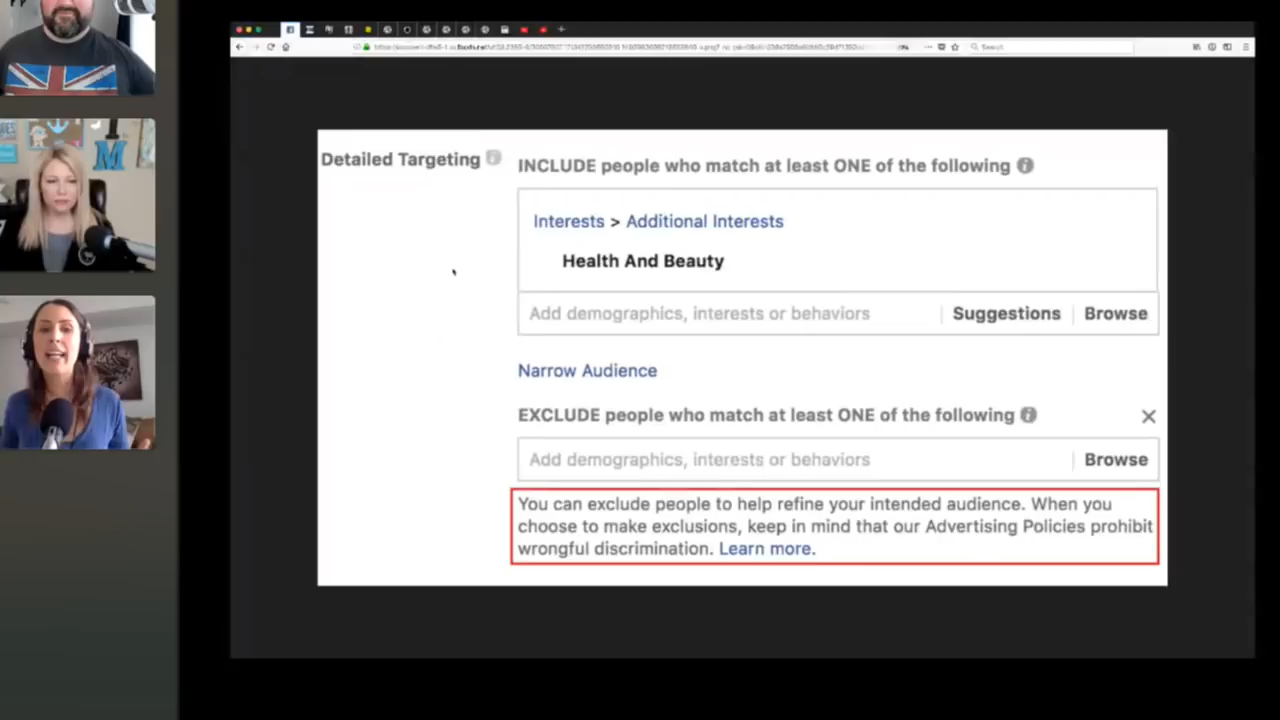 Search
Detailed Targeting
INCLUDE people who match at least ONE of the following
Interests > Additional Interests
Health And Beauty
Add demographics, interests or behaviors
Suggestions
Browse
Narrow Audience
EXCLUDE people who match at least ONE of the following
Add demographics, interests or behaviors
Browse
You can exclude people to help refine your intended audience. When you
choose to make exclusions, keep in mind that our Advertising Policies prohibit
wrongful discrimination. Learn more.
M